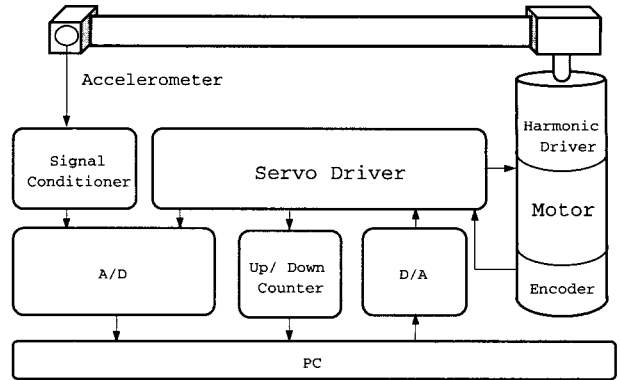 Accelerometer
Harmonic
Driver
Signal
Conditioner
Servo Driver
Motor
A/D
Up/ Down
Counter
D/A
Encoder
PC